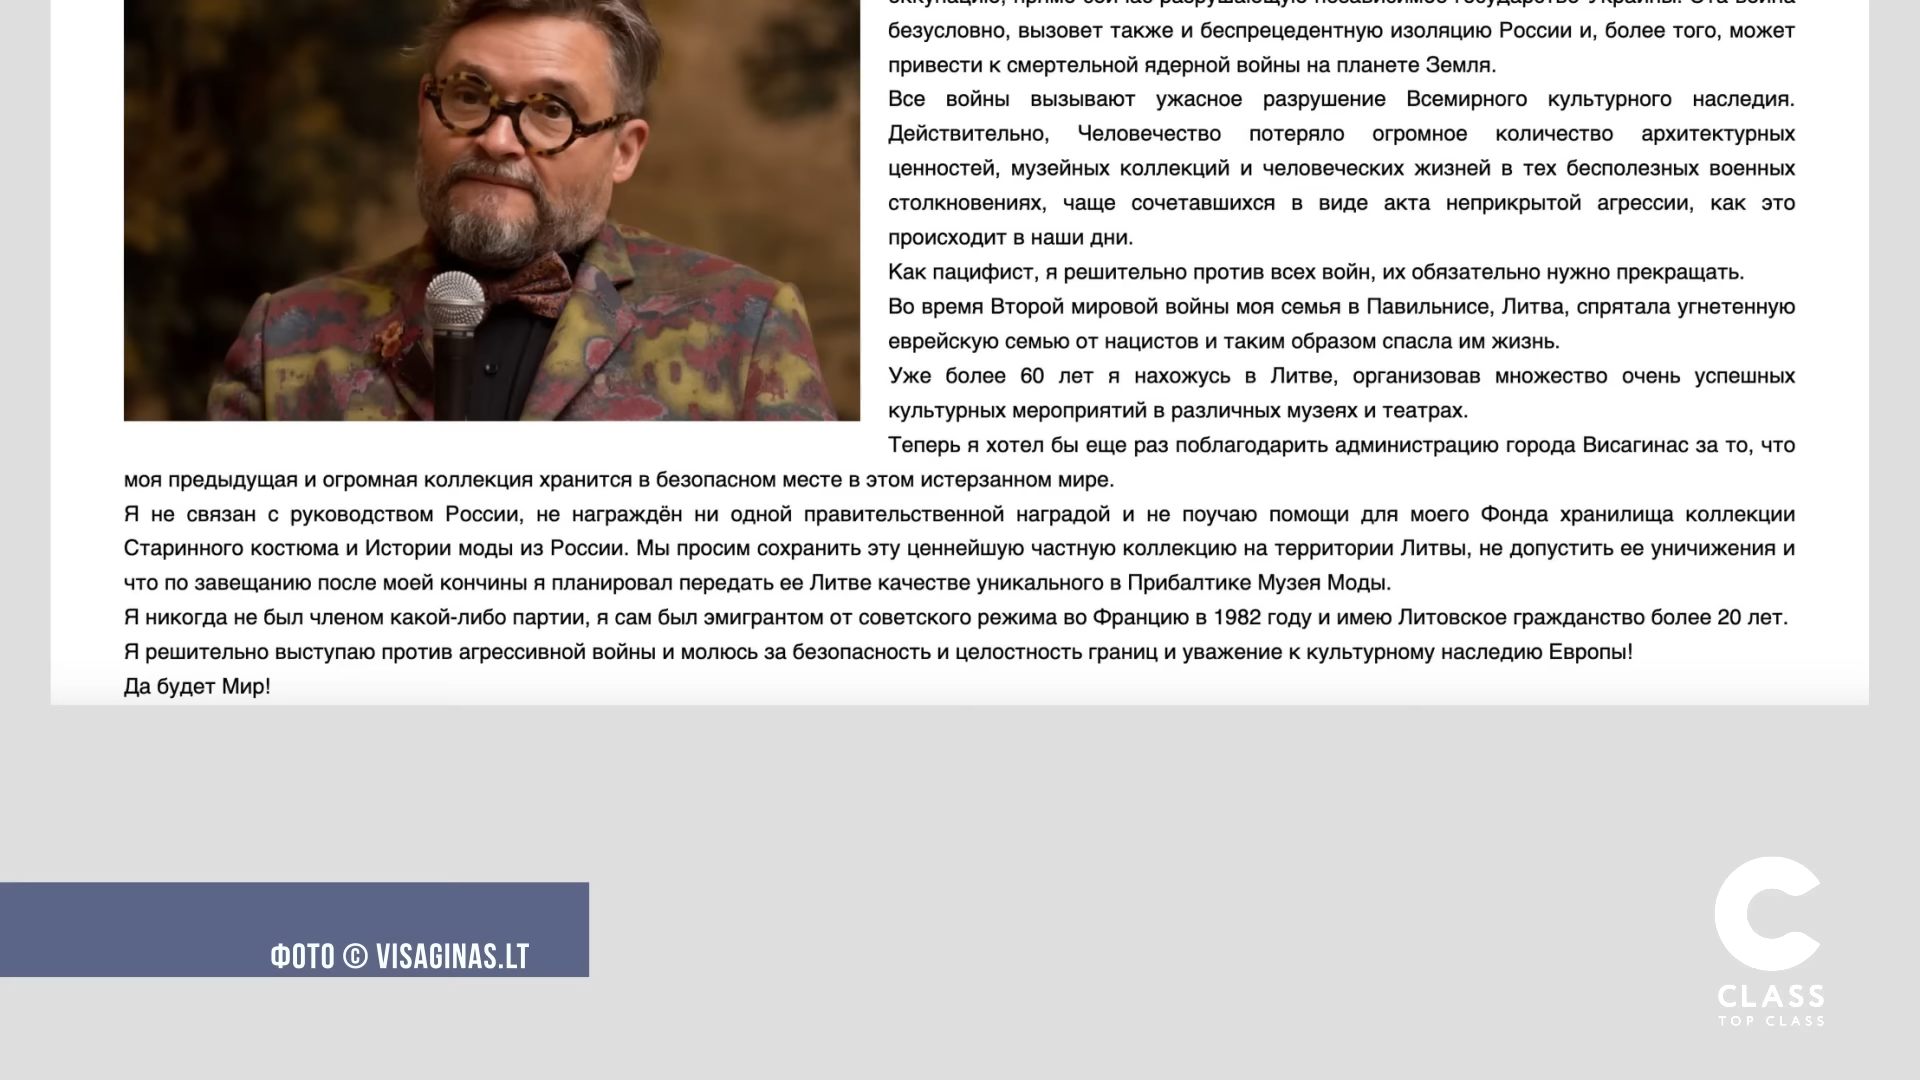 оккупацию, прямо сейчас разрушающую независимое государство Украины. Эта война
безусловно, вызовет также и беспрецедентную изоляцию России и, более того, может
привести к смертельной ядерной войны на планете Земля.
Все войны вызывают ужасное разрушение Всемирного культурного наследия.
Действительно, Человечество потеряло огромное количество архитектурных
ценностей, музейных коллекций и человеческих жизней в тех бесполезных военных
столкновениях, чаще сочетавшихся в виде акта неприкрытой агрессии, как это
происходит в наши дни.
Как пацифист, я решительно против всех войн, их обязательно нужно прекращать.
Во время Второй мировой войны моя семья в Павильнисе, Литва, спрятала угнетенную
еврейскую семью от нацистов и таким образом спасла им жизнь.
Уже более 60 лет я нахожусь в Литве, организовав множество очень успешных
культурных мероприятий в различных музеях и театрах.
Теперь я хотел бы еще раз поблагодарить администрацию города Висагинас за то, что
моя предыдущая и огромная коллекция хранится в безопасном месте в этом истерзанном мире.
Я не связан с руководством России, не награждён ни одной правительственной наградой и не поучаю помощи для моего Фонда хранилища коллекции
Старинного костюма и Истории моды из России. Мы просим сохранить эту ценнейшую частную коллекцию на территории Литвы, не допустить ее уничижения и
что по завещанию после моей кончины я планировал передать ее Литве качестве уникального в Прибалтике Музея Моды.
Я никогда не был членом какой-либо партии, я сам был эмигрантом от советского режима во Францию в 1982 году и имею Литовское гражданство более 20 лет.
Я решительно выступаю против агрессивной войны и молюсь за безопасность и целостность границ и уважение к культурному наследию Европы!
Да будет Мир!
ФОТО © VISAGINAS.LT
CLASS
TOP CLASS